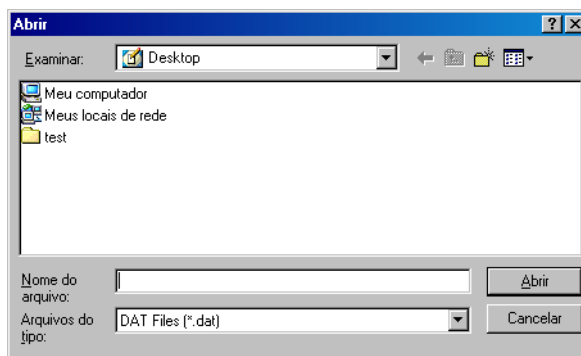 Abrir
Examinar: Desktop
Meu computador
Meus locais de rede
test
Nome do
arquivo:
Abrir
Arquivos do
tipo:
DAT Files (*.dat)
Cancelar